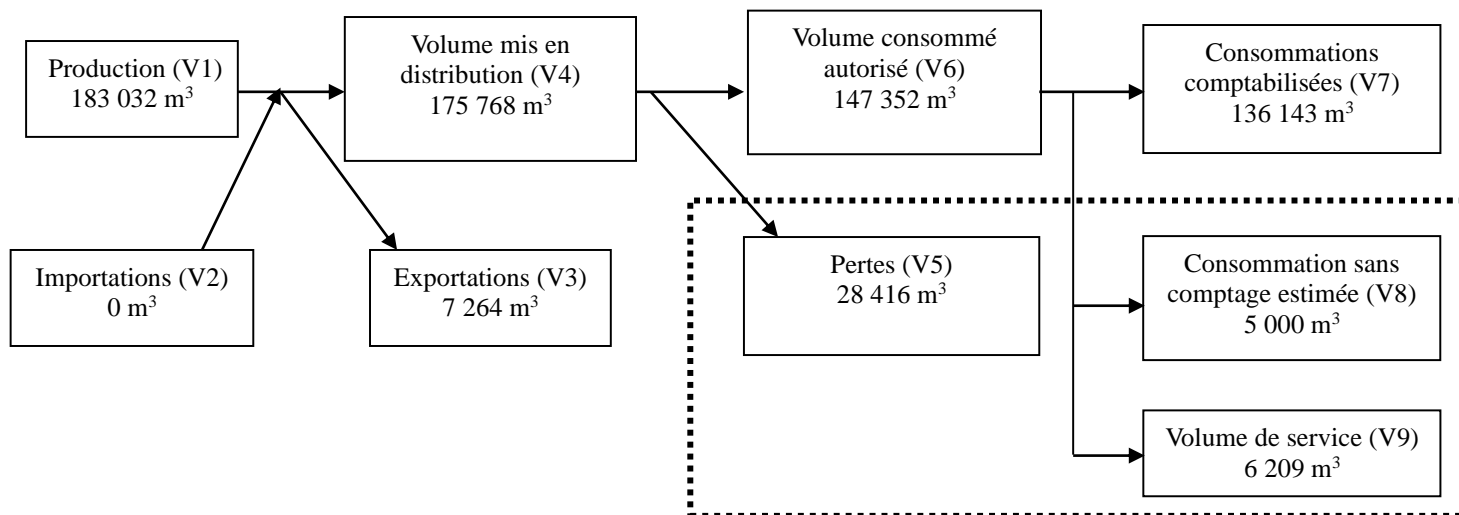 Production (V1)
183 032 m³
Volume mis en
distribution (V4)
175 768 m³
Volume consommé
autorisé (V6)
147 352 m³
Consommations
comptabilisées (V7)
136 143 m³
Importations (V2)
0 m³
Exportations (V3)
7 264 m³
Pertes (V5)
28 416 m³
Consommation sans
comptage estimée (V8)
5 000 m³
Volume de service (V9)
6 209 m³